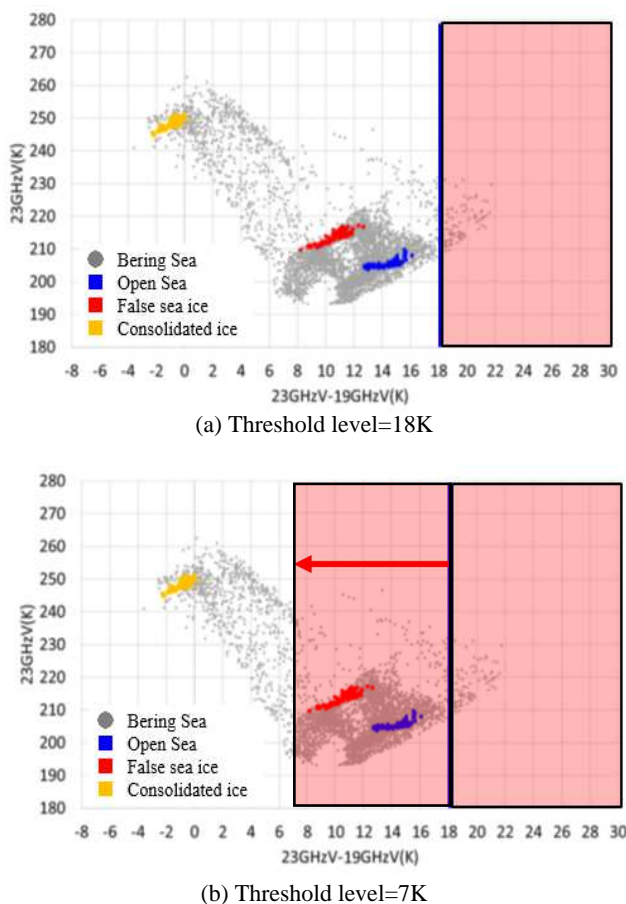 280
270
260
250
240
230
220
210
200
190
180
23GHzV(K)
Bering Sea
Open Sea
False sea ice
Consolidated ice
-8 -6 -4 -2 0 2 4 6 8 10 12 14 16 18 20 22 24 26 28 30
23GHzV-19GHzV(K)
(a) Threshold level=18K
280
270
260
250
240
230
220
210
200
190
180
23GHzV(K)
Bering Sea
Open Sea
False sea ice
Consolidated ice
-8 -6 -4 -2 0 2 4 6 8 10 12 14 16 18 20 22 24 26 28 30
23GHzV-19GHzV(K)
(b) Threshold level=7K